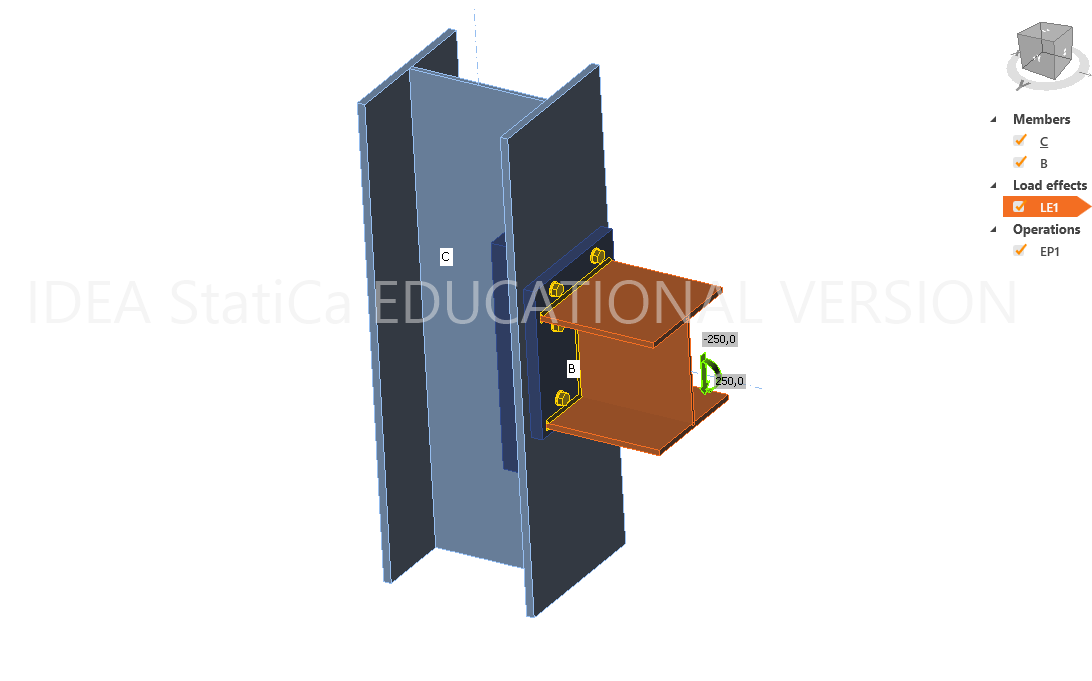 Members
C
B
Load effects
LE1
Operations
EP1
C
IDEA StatiCa EDUCATIONAL VERSION
-250,0
B
250,0